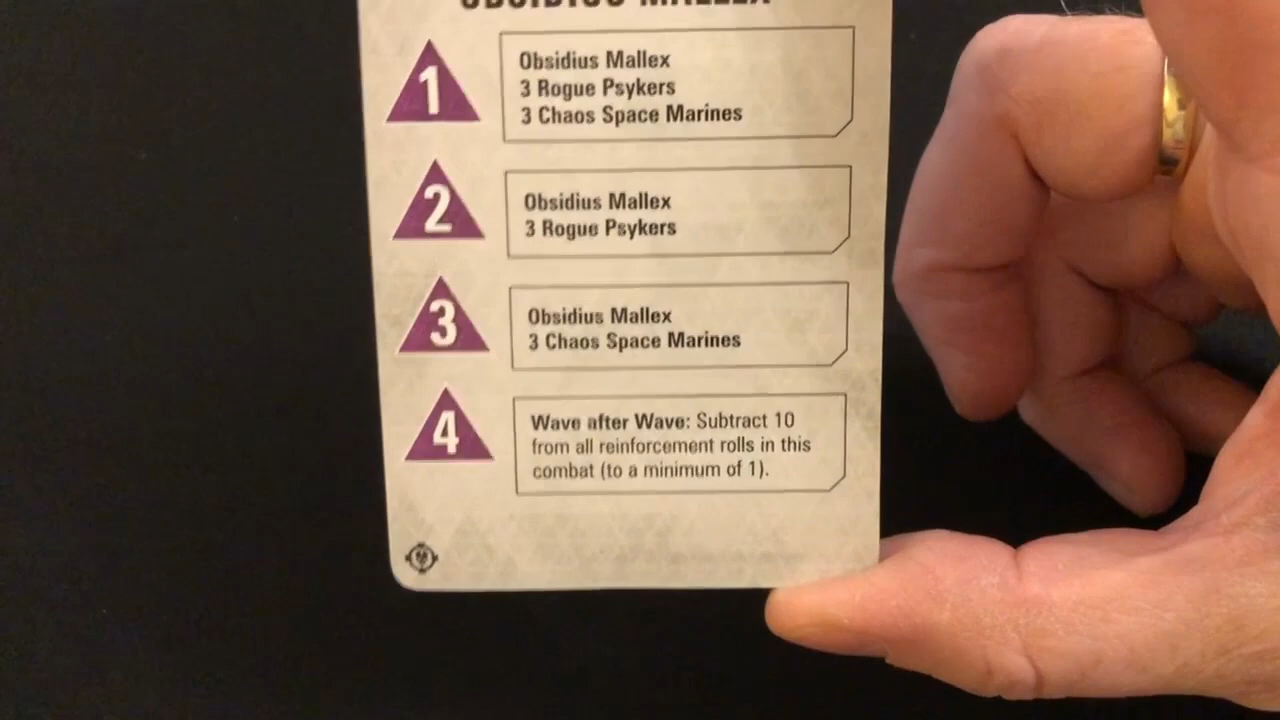 OBSIDIUS MALLEX
1
Obsidius Mallex
3 Rogue Psykers
3 Chaos Space Marines
2
Obsidius Mallex
3 Rogue Psykers
3
Obsidius Mallex
3 Chaos Space Marines
4
Wave after Wave: Subtract 10
from all reinforcement rolls in this
combat (to a minimum of 1).